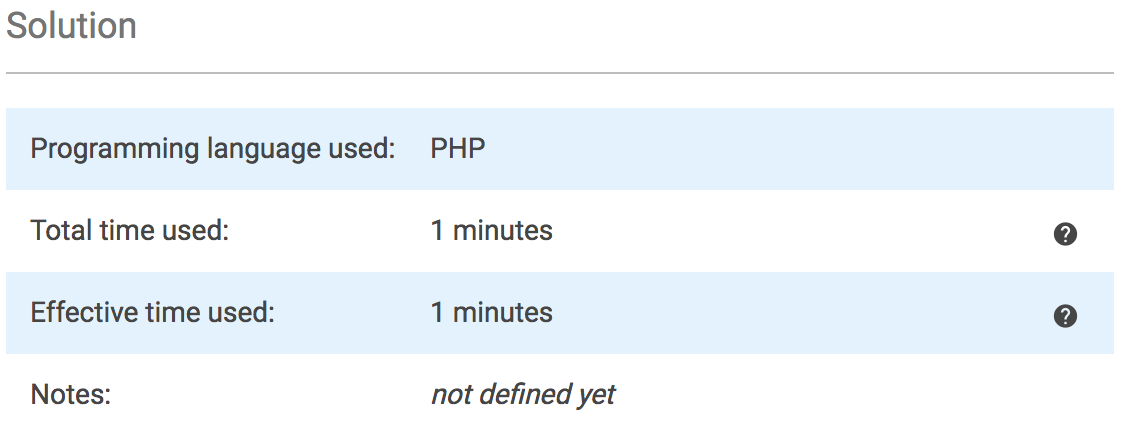 Solution
Programming language used: PHP
Total time used: 1 minutes
Effective time used: 1 minutes
Notes: not defined yet